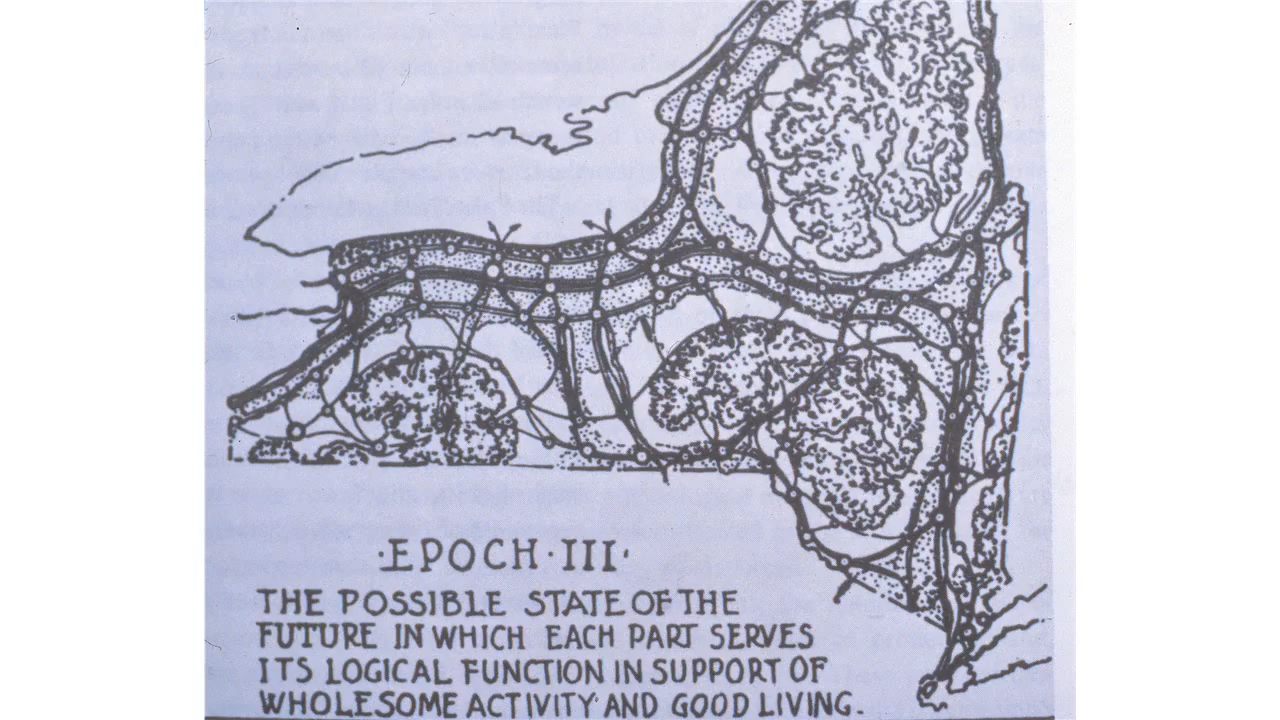 ·EPOCH·III·
THE POSSIBLE STATE OF THE
FUTURE IN WHICH EACH PART SERVES
ITS LOGICAL FUNCTION IN SUPPORT OF
WHOLESOME ACTIVITY AND GOOD LIVING.